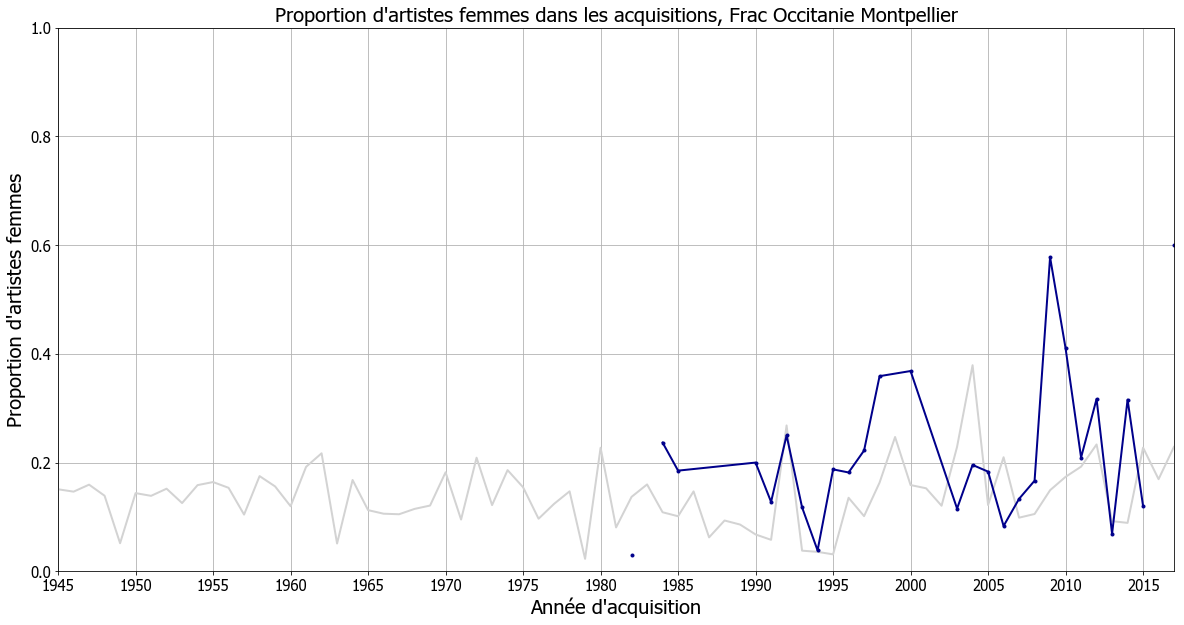 Proportion d'artistes femmes dans les acquisitions, Frac Occitanie Montpellier
1.0
0.8
0.6
0.4
0.2
0.0
Proportion d'artistes femmes
1945 1950 1955 1960 1965 1970 1975 1980 1985 1990 1995 2000 2005 2010 2015
Année d'acquisition